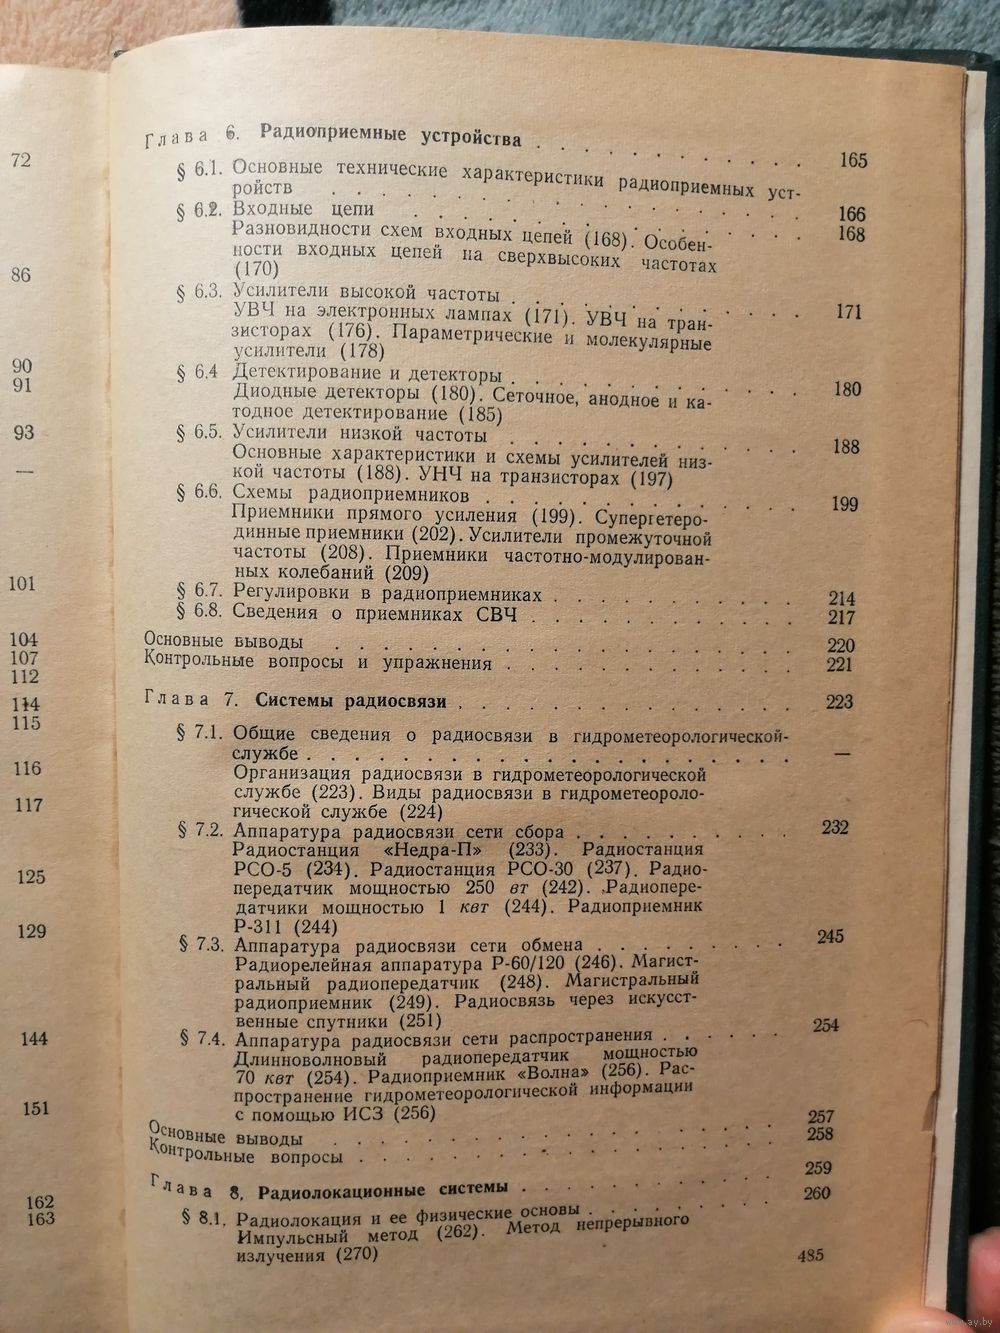 72
86
90
91
93
—
101
104
107
112
114
115
116
117
125
129
144
151
162
163
Глава 6. Радиоприемные устройства . . . . . . . . . . . 165
§ 6.1. Основные технические характеристики радиоприемных уст-
ройств . . . . . . . . . . . . . . . . 166
§ 6.2. Входные цепи . . . . . . . . . . . . . . 168
Разновидности схем входных цепей (168). Особен-
ности входных цепей на сверхвысоких частотах
(170)
§ 6.3. Усилители высокой частоты . . . . . . . . . . 171
УВЧ на электронных лампах (171). УВЧ на тран-
зисторах (176). Параметрические и молекулярные
усилители (178)
§ 6.4 Детектирование и детекторы . . . . . . . . . . 180
Диодные детекторы (180). Сеточное, анодное и ка-
тодное детектирование (185)
§ 6.5. Усилители низкой частоты . . . . . . . . . . 188
Основные характеристики и схемы усилителей низ-
кой частоты (188). УНЧ на транзисторах (197)
§ 6.6. Схемы радиоприемников . . . . . . . . . . . 199
Приемники прямого усиления (199). Супергетеро-
динные приемники (202). Усилители промежуточной
частоты (208). Приемники частотно-модулирован-
ных колебаний (209)
§ 6.7. Регулировки в радиоприемниках . . . . . . . . . 214
§ 6.8. Сведения о приемниках СВЧ . . . . . . . . . . 217
Основные выводы . . . . . . . . . . . . . . . . . 220
Контрольные вопросы и упражнения . . . . . . . . . . . 221
Глава 7. Системы радиосвязи . . . . . . . . . . . . . 223
§ 7.1. Общие сведения о радиосвязи в гидрометеорологической-
службе . . . . . . . . . . . . . . . . . —
Организация радиосвязи в гидрометеорологической
службе (223). Виды радиосвязи в гидрометеороло-
гической службе (224)
§ 7.2. Аппаратура радиосвязи сети сбора . . . . . . . . . 232
Радиостанция «Недра-П» (233). Радиостанция
РСО-5 (234). Радиостанция РСО-30 (237). Радио-
передатчик мощностью 250 вт (242). Радиопере-
датчики мощностью 1 квт (244). Радиоприемник
Р-311 (244)
§ 7.3. Аппаратура радиосвязи сети обмена . . . . . . . . 245
Радиорелейная аппаратура Р-60/120 (246). Магист-
ральный радиопередатчик (248). Магистральный
радиоприемник (249). Радиосвязь через искусст-
венные спутники (251)
§ 7.4. Аппаратура радиосвязи сети распространения . . . . . . 254
Длинноволновый радиопередатчик мощностью
70 квт (254). Радиоприемник «Волна» (256). Рас-
пространение гидрометеорологической информации
с помощью ИСЗ (256)
Основные выводы . . . . . . . . . . . . . . . . . 257
Контрольные вопросы . . . . . . . . . . . . . . . . 258
Глава 8. Радиолокационные системы . . . . . . . . . . . 259
§ 8.1. Радиолокация и ее физические основы . . . . . . . . 260
Импульсный метод (262). Метод непрерывного
излучения (270)
485
www.ay.by